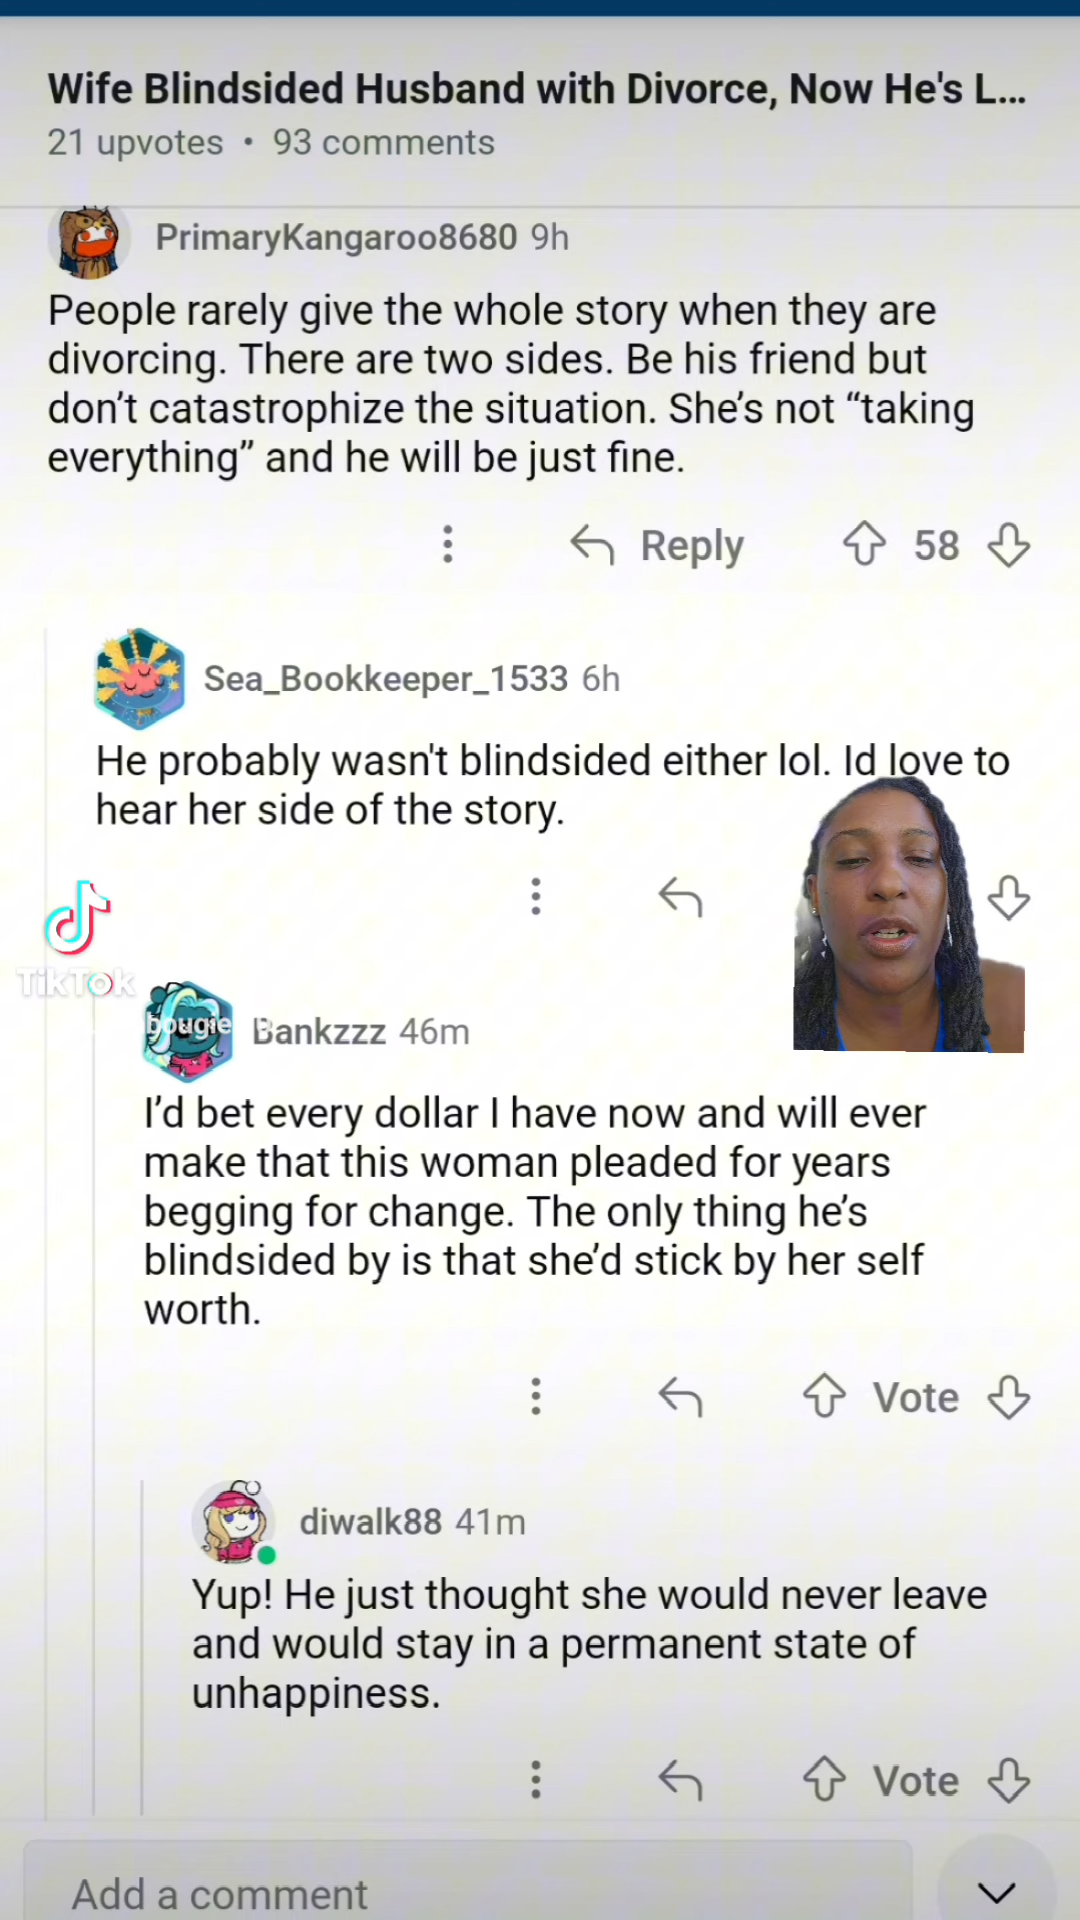 Wife Blindsided Husband with Divorce, Now He's L...
21 upvotes • 93 comments
PrimaryKangaroo8680 9h
People rarely give the whole story when they are
divorcing. There are two sides. Be his friend but
don’t catastrophize the situation. She’s not “taking
everything” and he will be just fine.
Reply 58
Sea_Bookkeeper_1533 6h
He probably wasn't blindsided either lol. Id love to
hear her side of the story.
TikTok
bougie
Bankzzz 46m
I’d bet every dollar I have now and will ever
make that this woman pleaded for years
begging for change. The only thing he’s
blindsided by is that she’d stick by her self
worth.
Vote
diwalk88 41m
Yup! He just thought she would never leave
and would stay in a permanent state of
unhappiness.
Vote
Add a comment